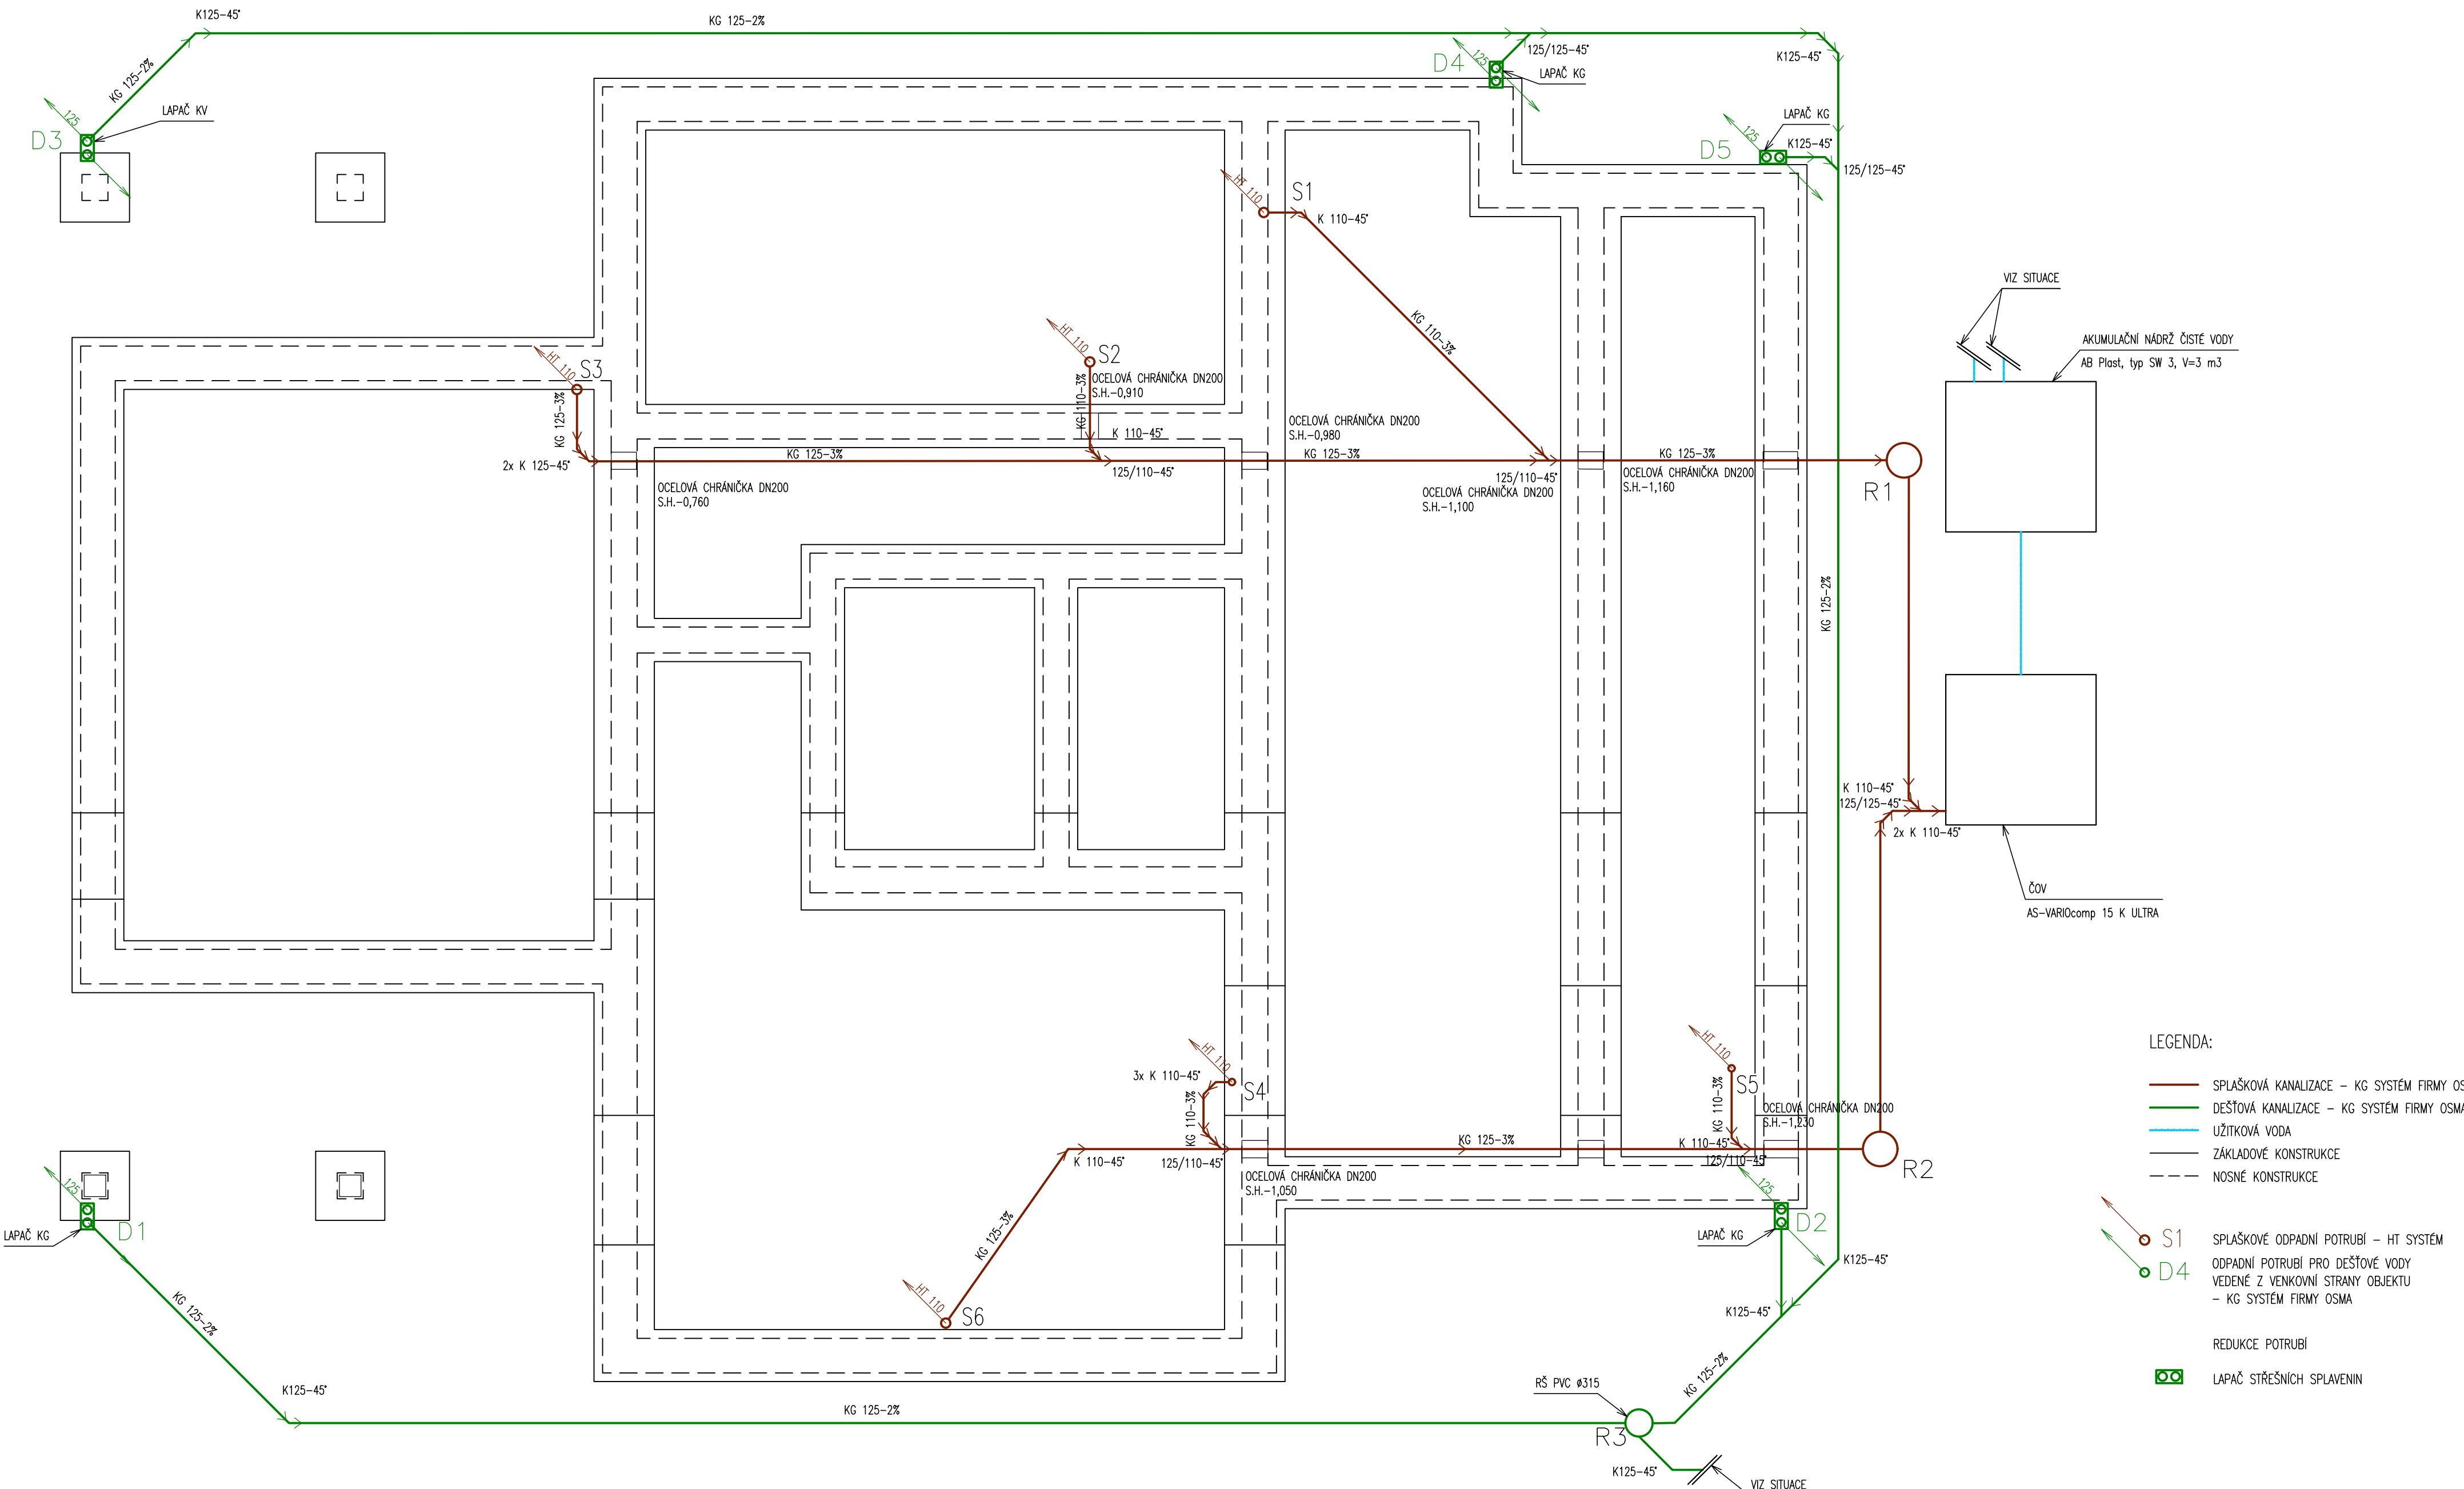 K125-45°
KG 125-2%
KG 125-2%
125
LAPAČ KV
D3
125
D4
125/125-45°
LAPAČ KG
K125-45°
125
LAPAČ KG
D5
K125-45°
125/125-45°
HT 110
S1
K 110-45°
KG 110-3%
VIZ SITUACE
AKUMULAČNÍ NÁDRŽ ČISTÉ VODY
AB Plast, typ SW 3, V=3 m3
HT 110
S3
KG 125-3%
2x K 125-45°
HT 110
S2
KG 110-3%
OCELOVÁ CHRÁNIČKA DN200
S.H.-0,910
K 110-45°
KG 125-3%
125/110-45°
OCELOVÁ CHRÁNIČKA DN200
S.H.-0,760
OCELOVÁ CHRÁNIČKA DN200
S.H.-0,980
KG 125-3%
125/110-45°
OCELOVÁ CHRÁNIČKA DN200
S.H.-1,100
KG 125-3%
OCELOVÁ CHRÁNIČKA DN200
S.H.-1,160
R1
KG 125-2%
K 110-45°
125/125-45°
2x K 110-45°
ČOV
AS-VARIOcomp 15 K ULTRA
HT 110
3x K 110-45°
S4
KG 110-3%
K 110-45°
125/110-45°
OCELOVÁ CHRÁNIČKA DN200
S.H.-1,050
KG 125-3%
HT 110
S5
KG 110-3%
OCELOVÁ CHRÁNIČKA DN200
S.H.-1,230
K 110-45°
125/110-45°
R2
KG 125-3%
HT 110
S6
125
LAPAČ KG
D1
KG 125-2%
K125-45°
KG 125-2%
125
D2
LAPAČ KG
K125-45°
K125-45°
KG 125-2%
RŠ PVC ø315
R3
K125-45°
VIZ SITUACE
LEGENDA:
SPLAŠKOVÁ KANALIZACE – KG SYSTÉM FIRMY OS
DEŠŤOVÁ KANALIZACE – KG SYSTÉM FIRMY OSMA
UŽITKOVÁ VODA
ZÁKLADOVÉ KONSTRUKCE
NOSNÉ KONSTRUKCE
S1
SPLAŠKOVÉ ODPADNÍ POTRUBÍ – HT SYSTÉM
D4
ODPADNÍ POTRUBÍ PRO DEŠŤOVÉ VODY
VEDENÉ Z VENKOVNÍ STRANY OBJEKTU
– KG SYSTÉM FIRMY OSMA
REDUKCE POTRUBÍ
LAPAČ STŘEŠNÍCH SPLAVENIN